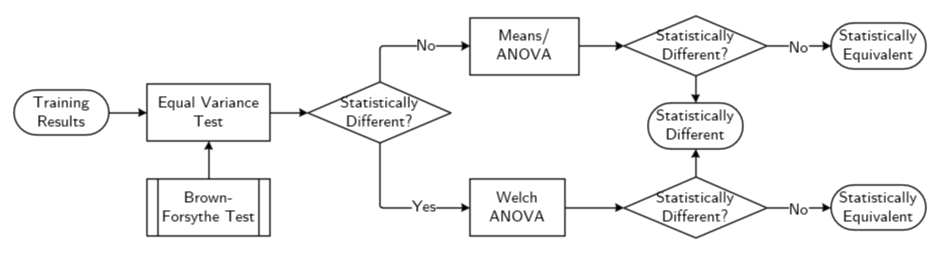 Training
Results
Equal Variance
Test
Brown-
Forsythe Test
Statistically
Different?
No
Means/
ANOVA
Statistically
Different?
No
Statistically
Equivalent
Statistically
Different
Yes
Welch
ANOVA
Statistically
Different?
No
Statistically
Equivalent